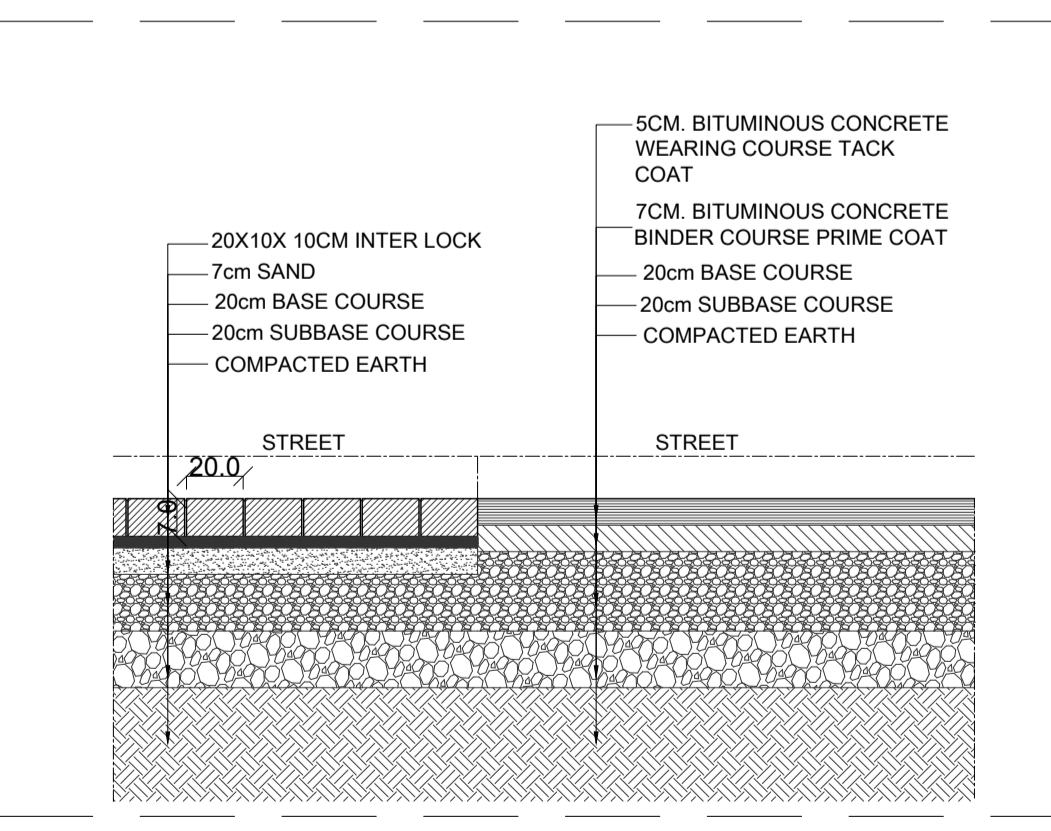 5CM. BITUMINOUS CONCRETE
WEARING COURSE TACK
COAT
7CM. BITUMINOUS CONCRETE
BINDER COURSE PRIME COAT
20cm BASE COURSE
20cm SUBBASE COURSE
COMPACTED EARTH
20X10X 10CM INTER LOCK
7cm SAND
20cm BASE COURSE
20cm SUBBASE COURSE
COMPACTED EARTH
STREET
STREET
20.0
7.0